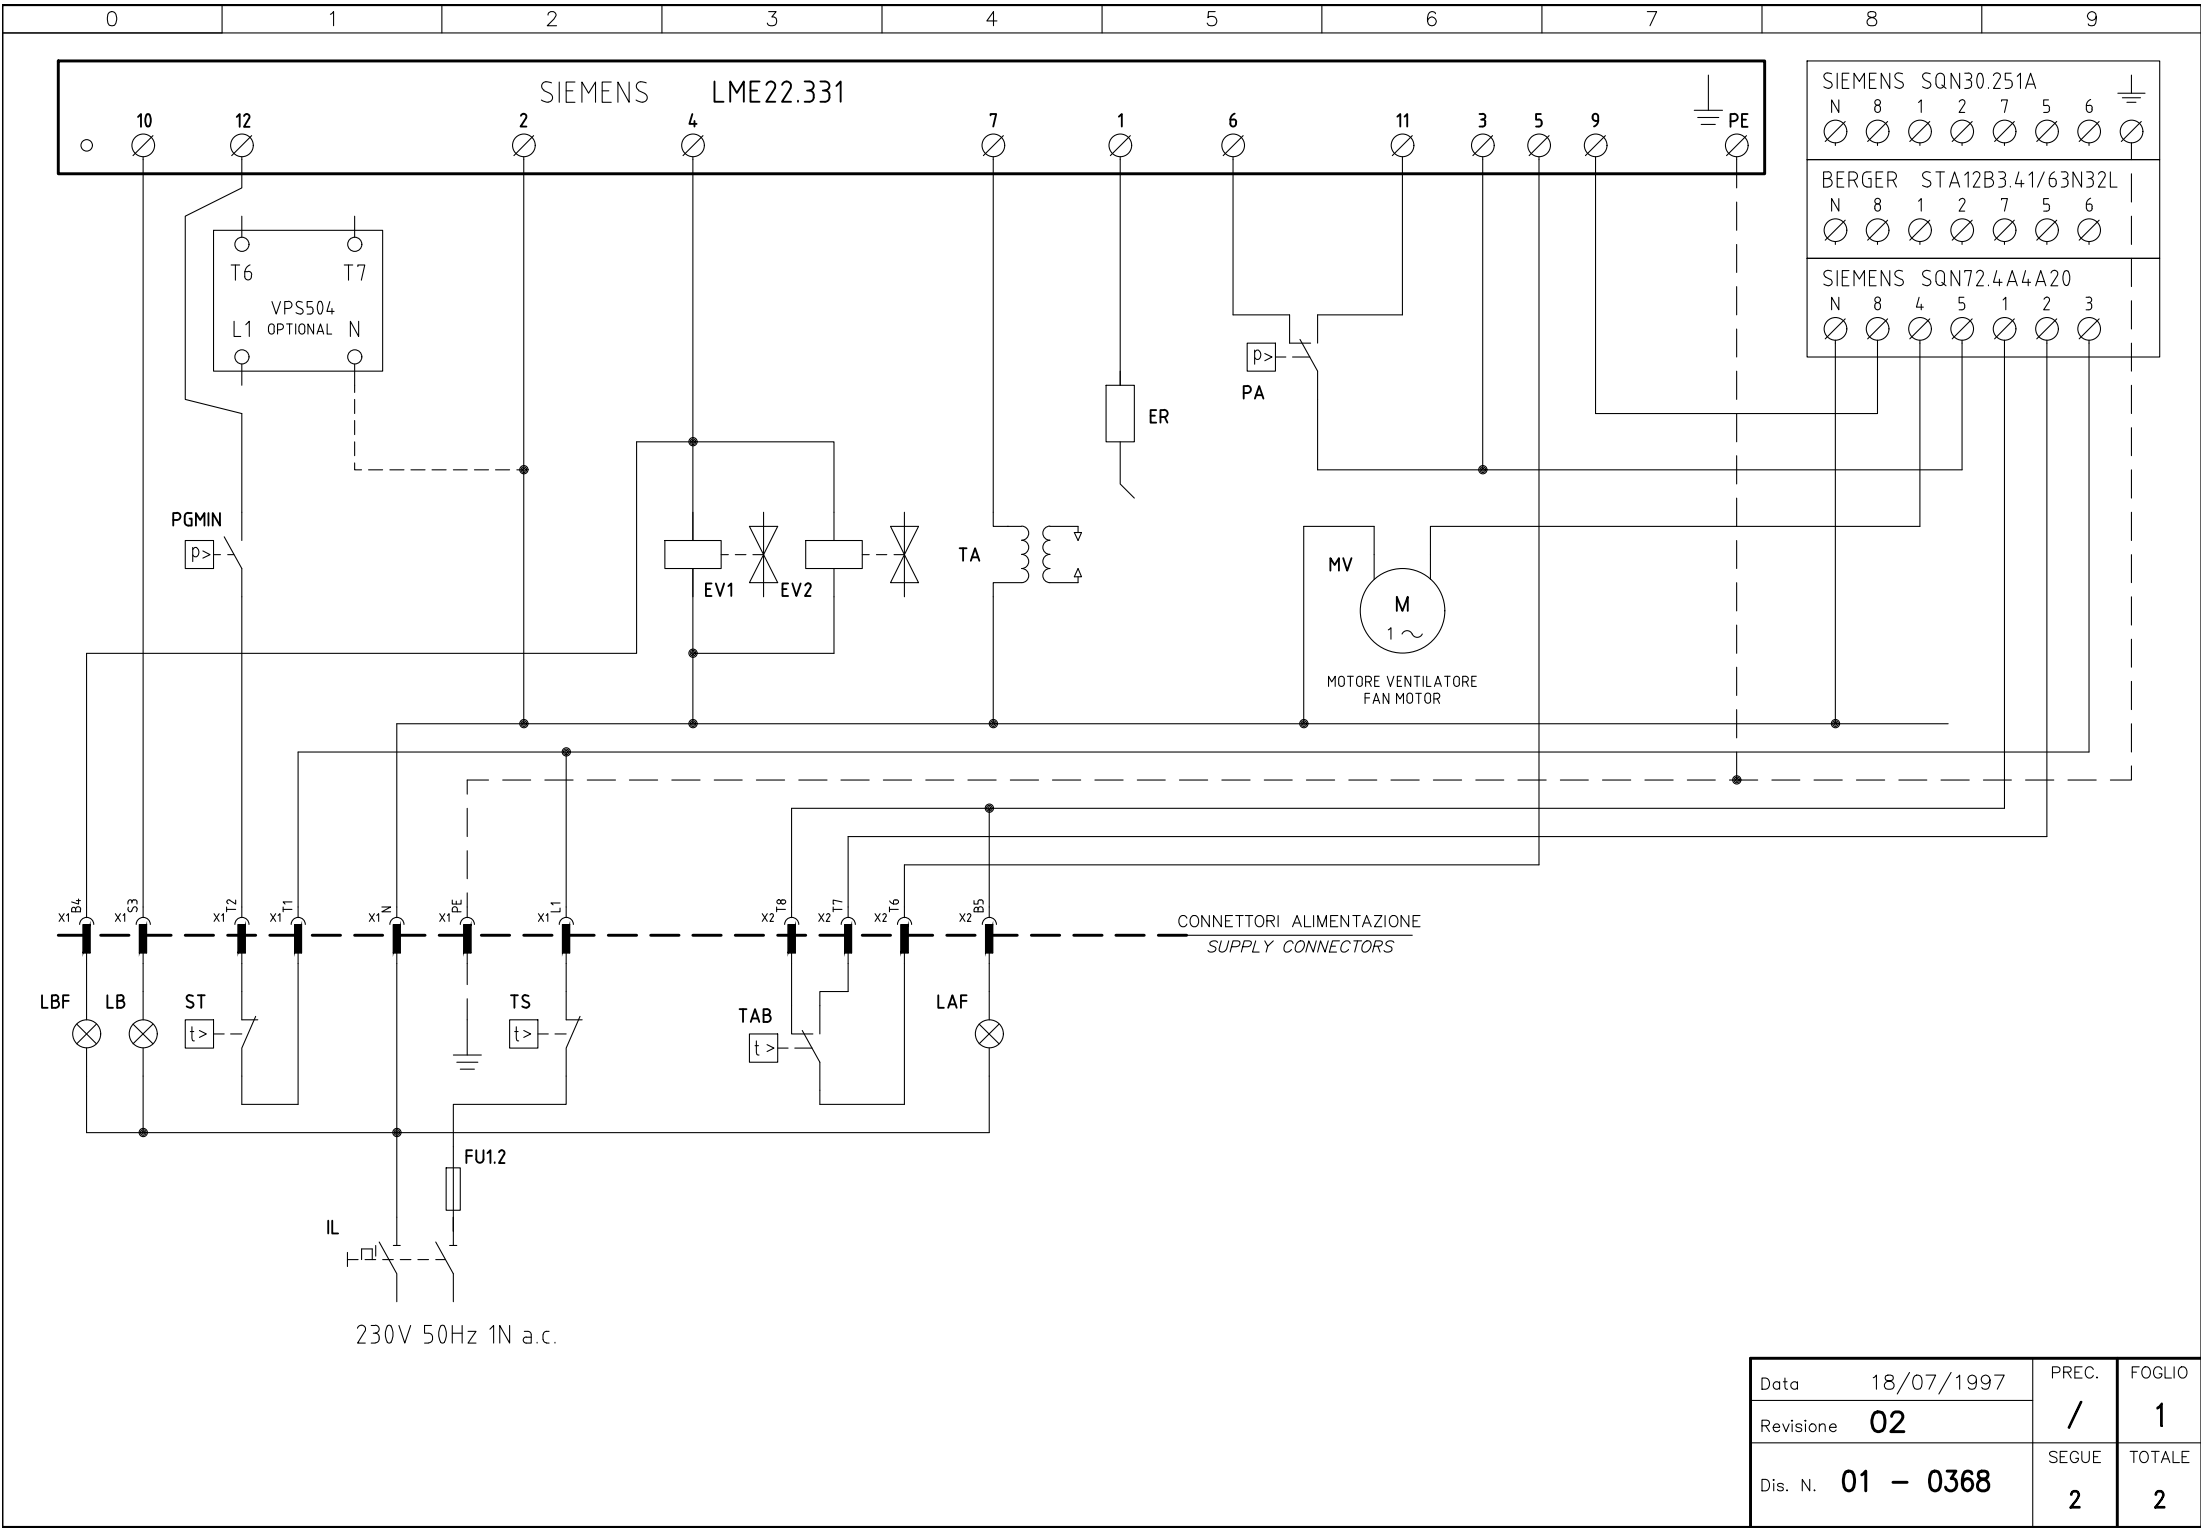 0 1 2 3 4 5 6 7 8 9
SIEMENS LME22.331
10 12 2 4 7 1 6 11 3 5 9 PE
SIEMENS SQN30.251A
N 8 1 2 7 5 6
BERGER STA12B3.41/63N32L
N 8 1 2 7 5 6
SIEMENS SQN72.4A4A20
N 8 4 5 1 2 3
T6 T7
VPS504
L1 OPTIONAL N
p>
PA
ER
PGMIN
p>
EV1 EV2
TA
MV
M
1~
MOTORE VENTILATORE
FAN MOTOR
X1 B4 X1 S3 X1 T2 X1 T1 X1 N X1 PE X1 L1 X2 T8 X2 T7 X2 T6 X2 B5
CONNETTORI ALIMENTAZIONE
SUPPLY CONNECTORS
LBF LB ST TS TAB LAF
t> t> t>
FU1.2
IL
230V 50Hz 1N a.c.
Data 18/07/1997
PREC. FOGLIO
/ 1
Revisione 02
SEGUE TOTALE
Dis. N. 01 - 0368
2 2